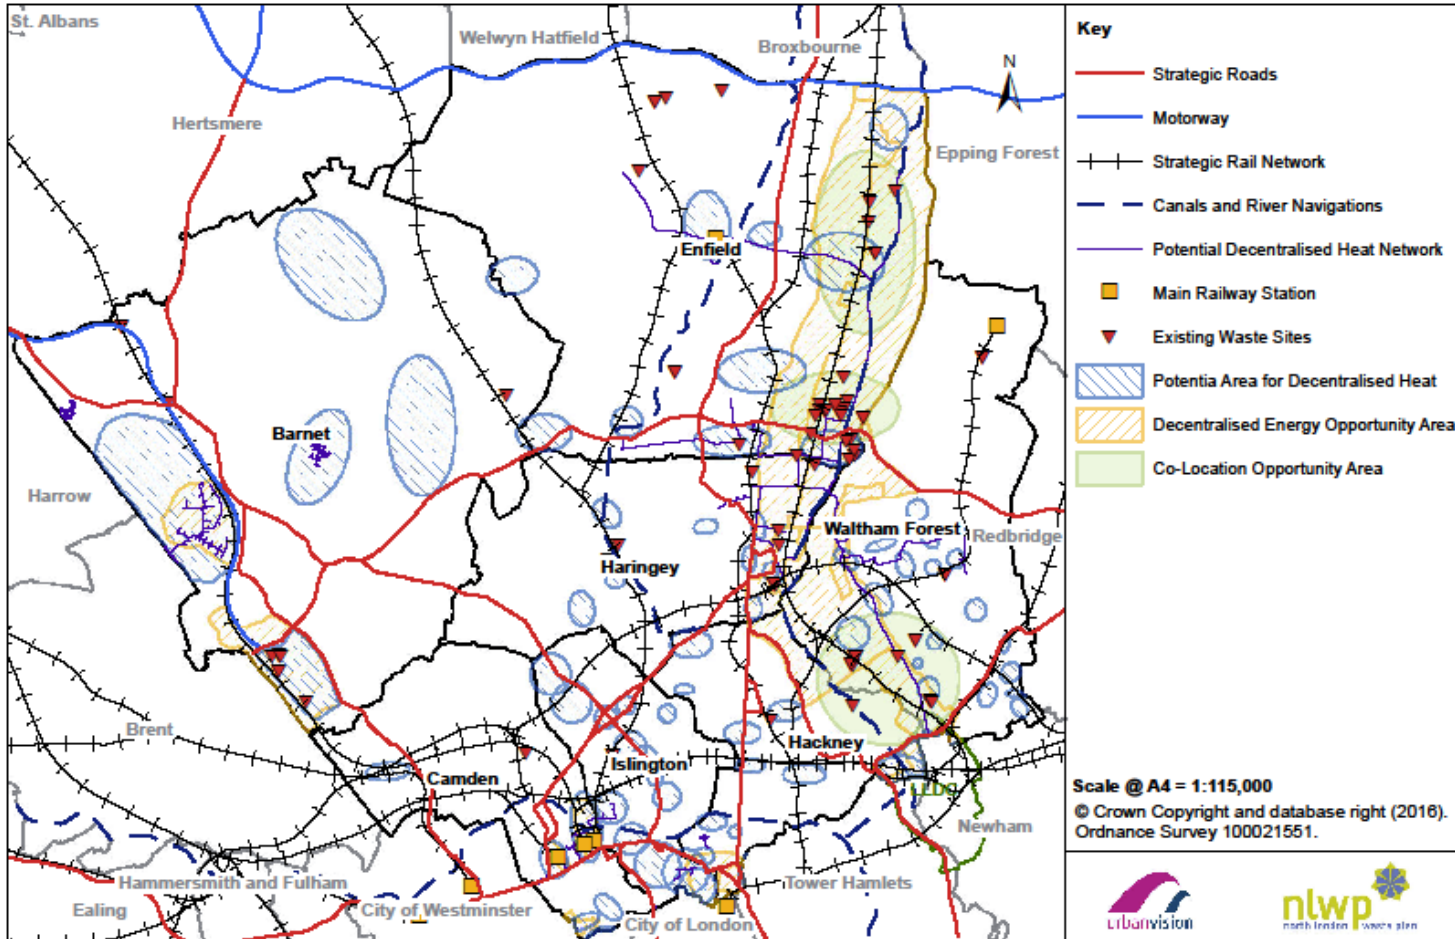 St. Albans
Welwyn Hatfield
Broxbourne
Hertsmere
Epping Forest
N
Enfield
Barnet
Harrow
Waltham Forest
Redbridge
Haringey
Brent
Hackney
Islington
Camden
LLDC
Newham
Hammersmith and Fulham
Tower Hamlets
Ealing
City of Westminster
City of London
Key
Strategic Roads
Motorway
Strategic Rail Network
Canals and River Navigations
Potential Decentralised Heat Network
Main Railway Station
Existing Waste Sites
Potentia Area for Decentralised Heat
Decentralised Energy Opportunity Area
Co-Location Opportunity Area
Scale @ A4 = 1:115,000
© Crown Copyright and database right (2016).
Ordnance Survey 100021551.
urbanvision
nlwp
north london waste plan